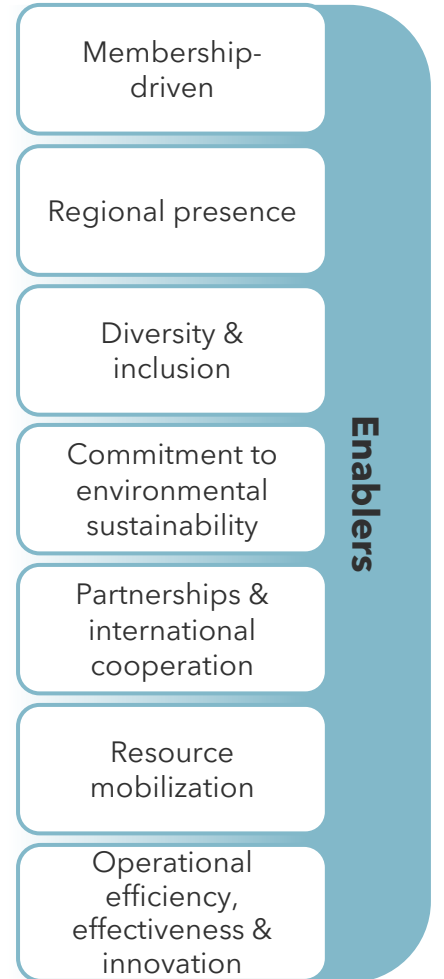 Membership-
driven
Regional presence
Diversity &
inclusion
Commitment to
environmental
sustainability
Partnerships &
international
cooperation
Resource
mobilization
Operational
efficiency,
effectiveness &
innovation
Enablers